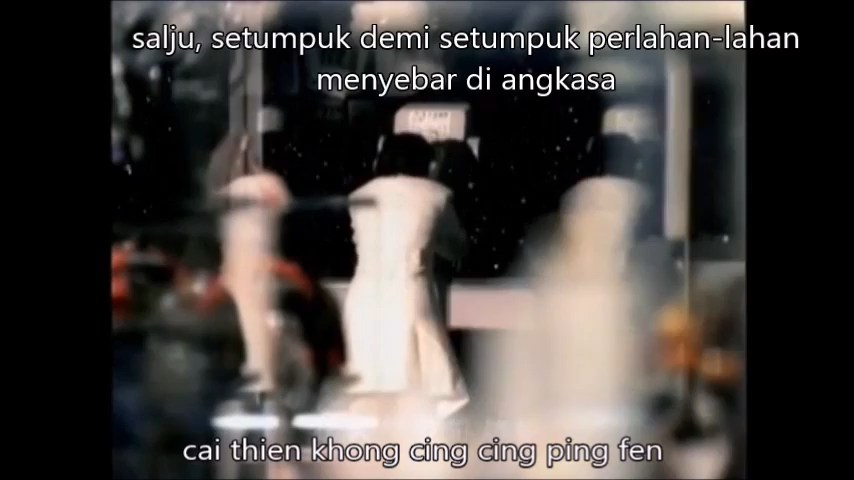 salju, setumpuk demi setumpuk perlahan-lahan
menyebar di angkasa
cai thien khong cing cing ping fen